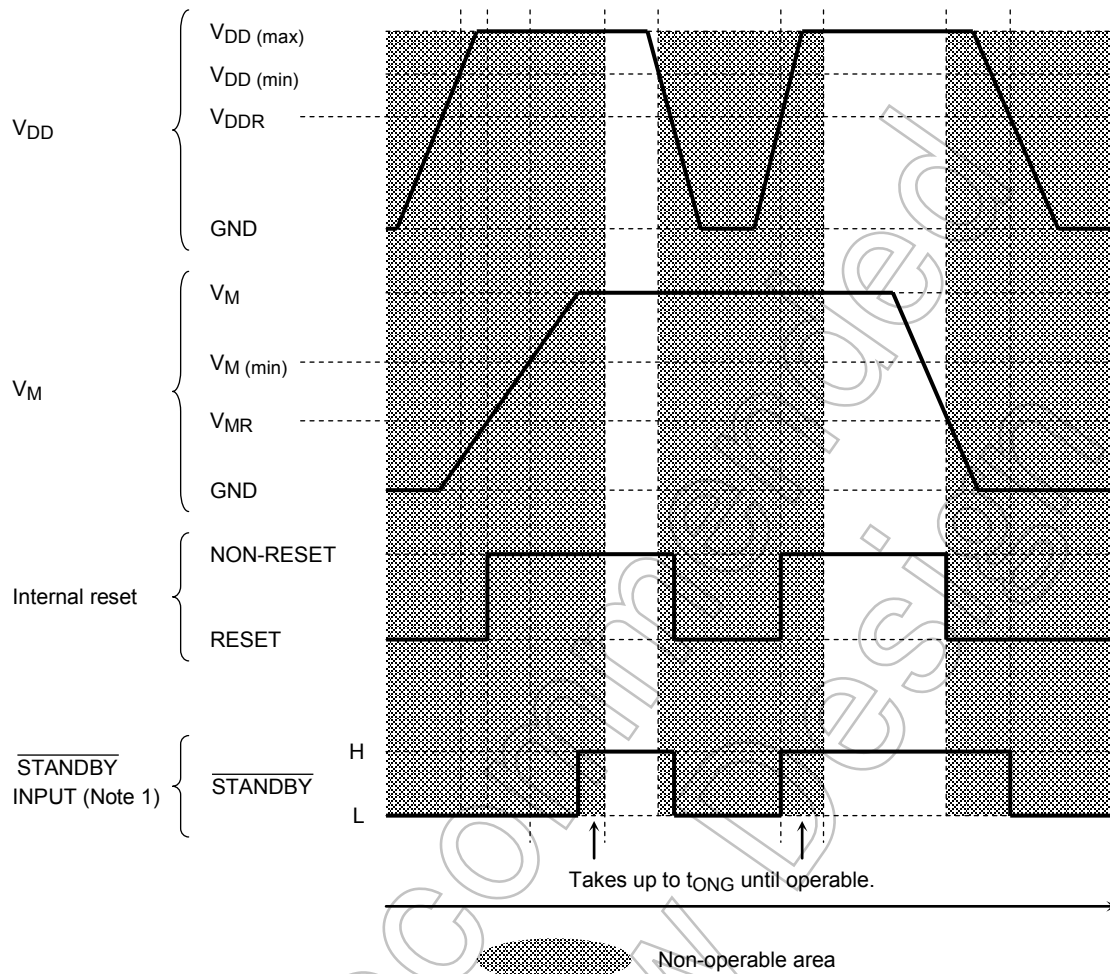 VDD
VDD (max)
VDD (min)
VDDR
GND
VM
VM
VM (min)
VMR
GND
Internal reset
NON-RESET
RESET
STANDBY
INPUT (Note 1)
STANDBY
H
L
Takes up to tONG until operable.
Non-operable area